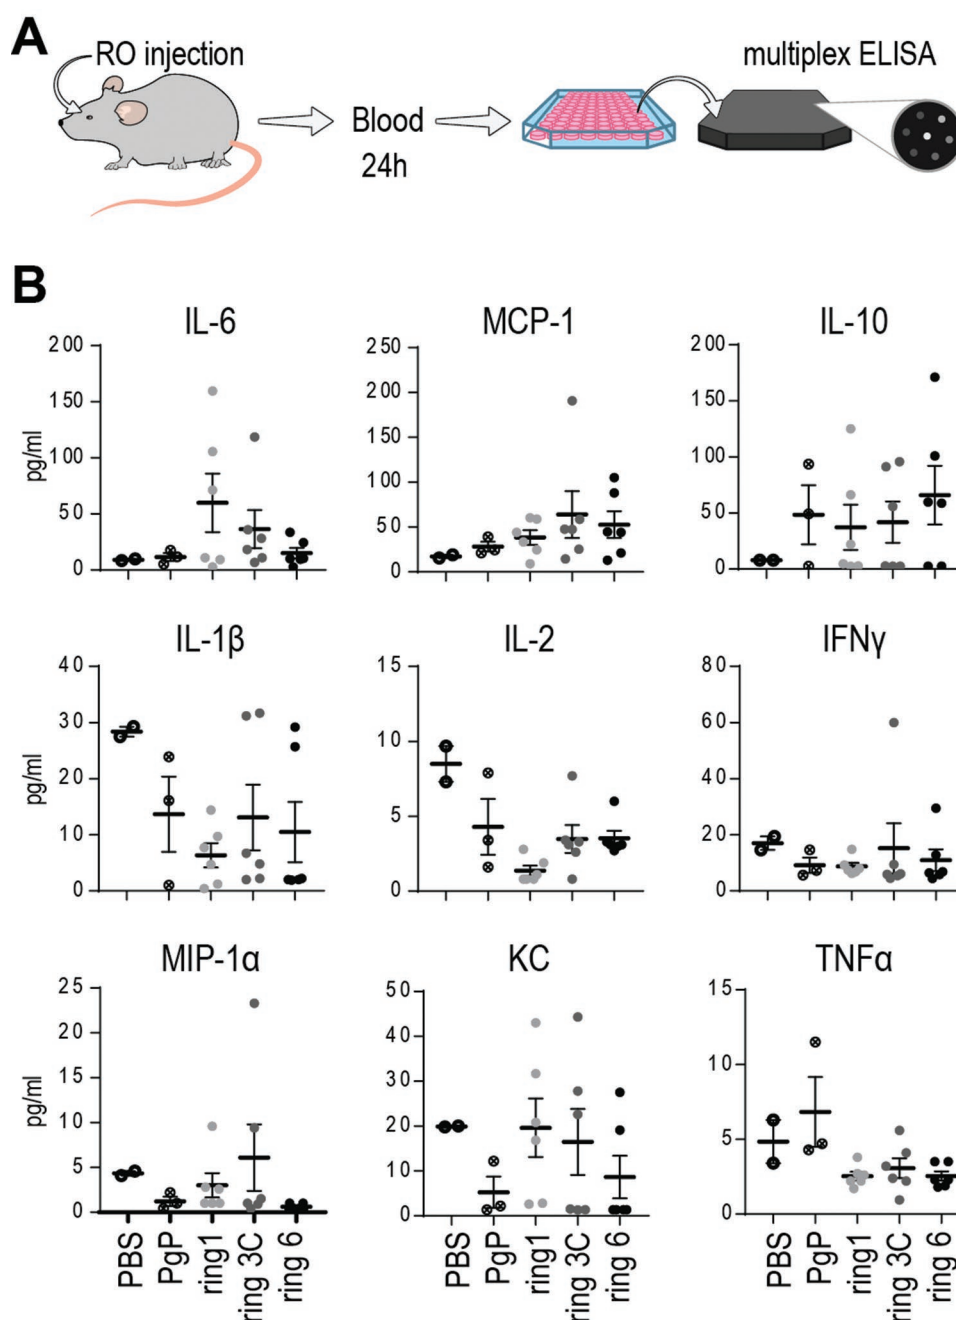 A
RO injection
multiplex ELISA
Blood
24h
B
IL-6
MCP-1
IL-10
200
150
100
50
0
pg/ml
250
200
150
100
50
0
200
150
100
50
0
IL-1β
IL-2
IFNγ
40
30
20
10
0
pg/ml
15
10
5
0
80
60
40
20
0
MIP-1α
KC
TNFα
25
20
15
10
5
0
pg/ml
50
40
30
20
10
0
15
10
5
0
PBS
PgP
ring1
ring 3C
ring 6
PBS
PgP
ring1
ring 3C
ring 6
PBS
PgP
ring1
ring 3C
ring 6